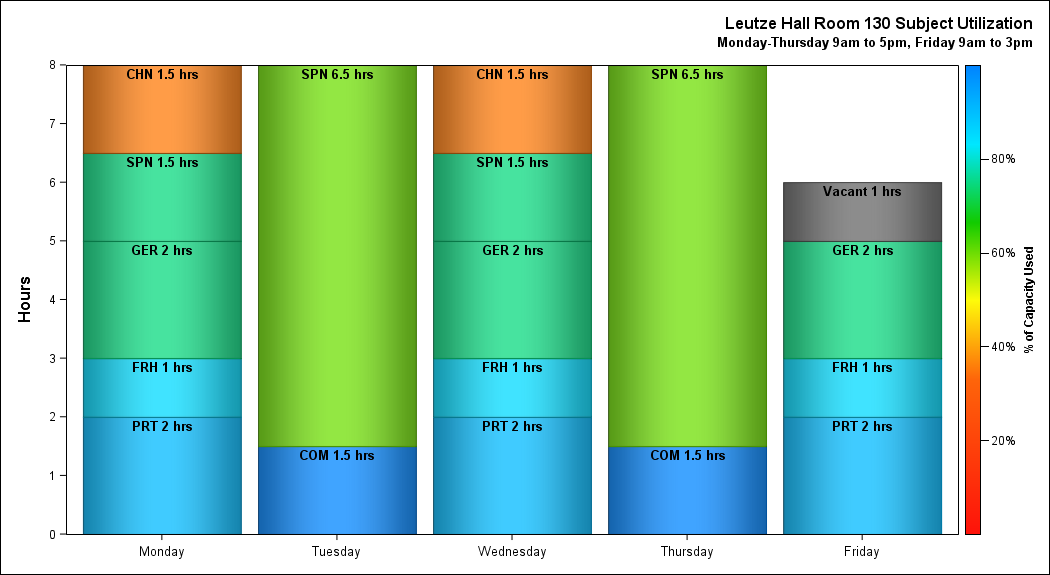 Leutze Hall Room 130 Subject Utilization
Monday-Thursday 9am to 5pm, Friday 9am to 3pm
Hours
8
7
6
5
4
3
2
1
0
CHN 1.5 hrs
SPN 1.5 hrs
GER 2 hrs
FRH 1 hrs
PRT 2 hrs
SPN 6.5 hrs
COM 1.5 hrs
CHN 1.5 hrs
SPN 1.5 hrs
GER 2 hrs
FRH 1 hrs
PRT 2 hrs
SPN 6.5 hrs
COM 1.5 hrs
Vacant 1 hrs
GER 2 hrs
FRH 1 hrs
PRT 2 hrs
Monday
Tuesday
Wednesday
Thursday
Friday
80%
60%
40%
20%
% of Capacity Used